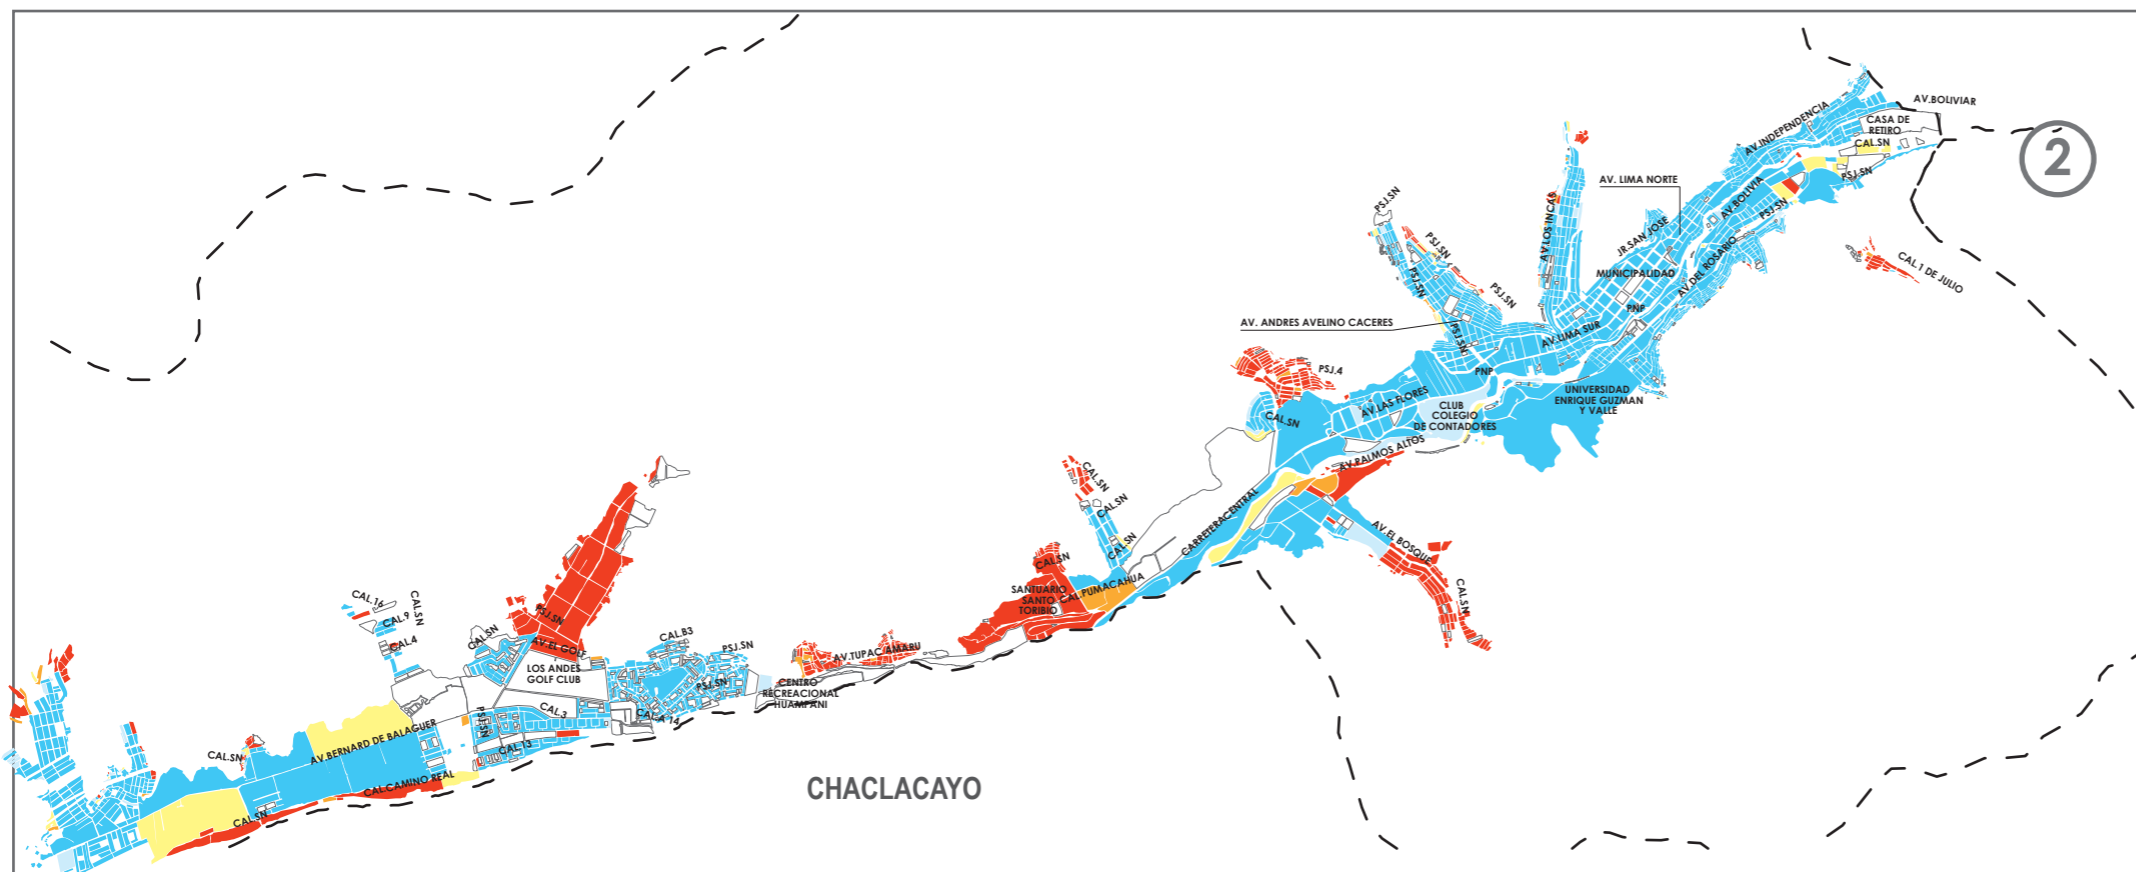 AV.BOLIVIAR
AV.INDEPENDENCIA
CASA DE
RETIRO
CAL.SN
2
PSJ.SN
AV. LIMA NORTE
AV.BOLIVIA
PSJ.SN
PSJ.SN
AV.LOS INCAS
JR.SAN JOSE
PSJ.SN
PSJ.SN
PSJ.SN
MUNICIPALIDAD
AV.DEL ROSARIO
CAL.1 DE JULIO
PNP
AV. ANDRES AVELINO CACERES
PSJ.SN
AV.LIMA SUR
PSJ.4
PNP
AV.LAS FLORES
UNIVERSIDAD
ENRIQUE GUZMAN
Y VALLE
CLUB
COLEGIO
DE CONTADORES
CAL.SN
AV.PALMOS ALTOS
CAL.SN
CAL.SN
CARRETERACENTRAL
CAL.SN
AV.EL BOSQUE
CAL.SN
CAL.SN
SANTUARIO
SANTO
TORIBIO
CAL.PUMACAHUA
CAL.16
CAL.SN
CAL.9
CAL.4
CAL.SN
PSJ.SN
AV.EL GOLF
LOS ANDES
GOLF CLUB
CAL.B3
PSJ.SN
PSJ.SN
AV.TUPAC AMARU
CENTRO
RECREACIONAL
HUAMPANI
CAL.3
CAL.A 14
PSJ.SN
CAL.13
AV.BERNARD DE BALAGUER
CAL.SN
CAL.CAMINO REAL
CAL.SN
CHACLACAYO